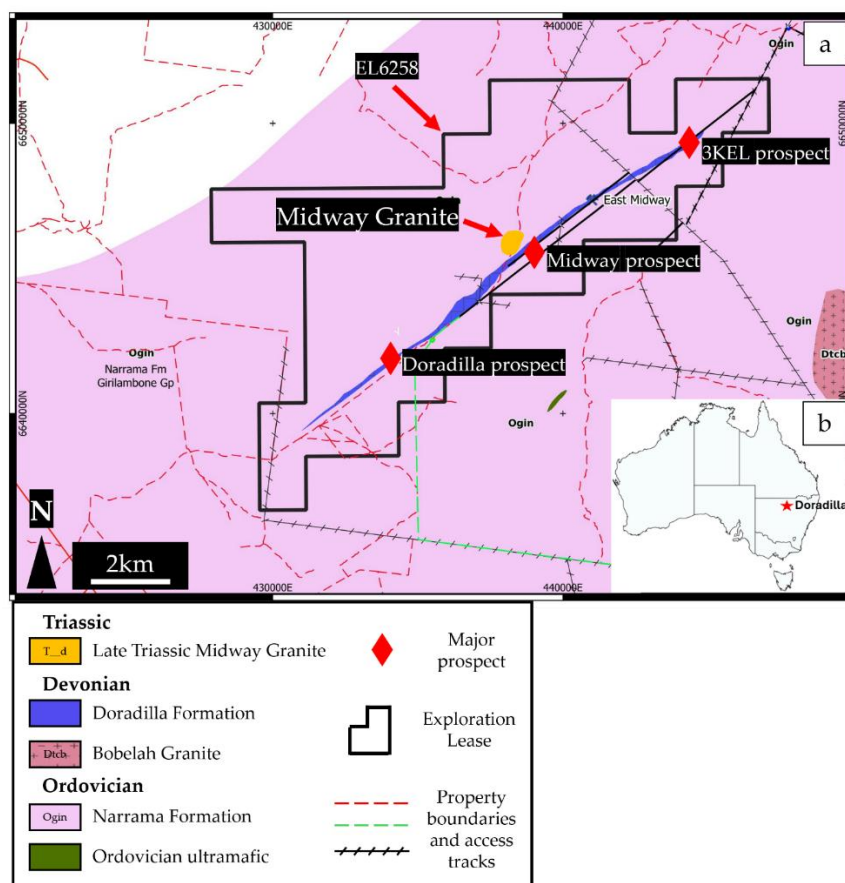 430000E
440000E
Ogin
a
EL6258
6650000N
6650000N
3KEL prospect
East Midway
Midway Granite
Midway prospect
Ogin
Ogin
Narrama Fm
Girilambone Gp
Doradilla prospect
Dtcb
6640000N
Ogin
b
Doradilla
N
2km
430000E
440000E
Triassic
T__d
Late Triassic Midway Granite
Major
prospect
Devonian
Doradilla Formation
Exploration
Lease
Dtcb
Bobelah Granite
Ordovician
Ogin
Narrama Formation
Property
boundaries
and access
tracks
Ordovician ultramafic